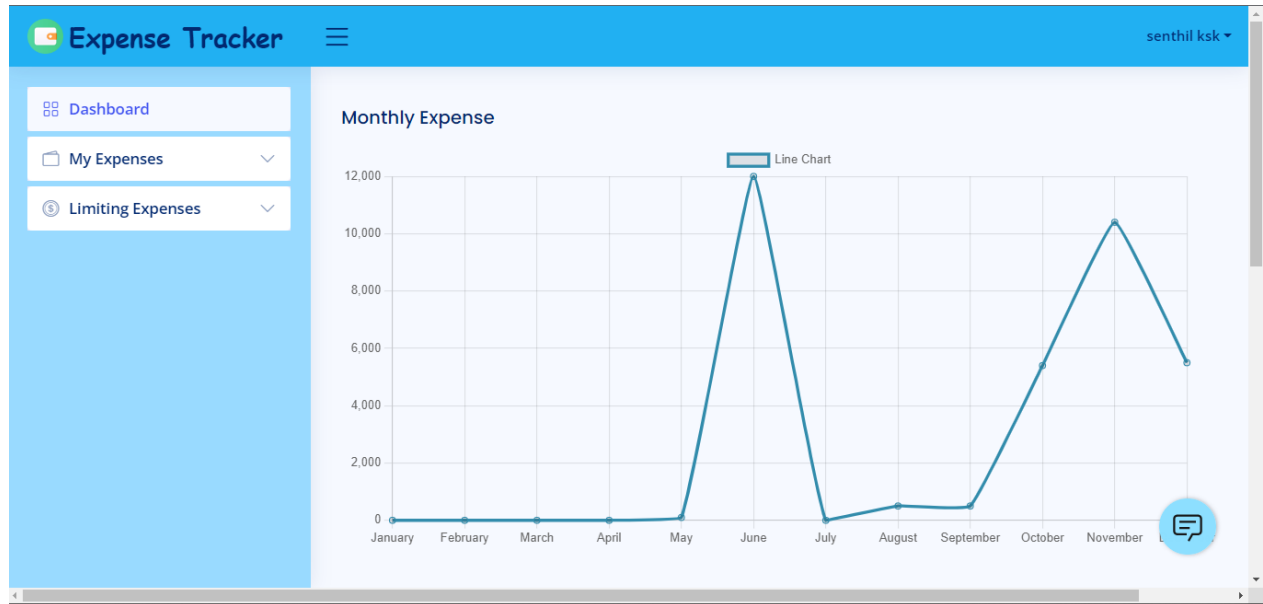 Expense Tracker
senthil ksk
Dashboard
My Expenses
Limiting Expenses
Monthly Expense
Line Chart
12,000
10,000
8,000
6,000
4,000
2,000
0
January February March April May June July August September October November